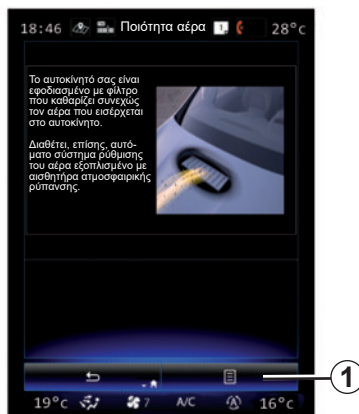 18:46 Ποιότητα αέρα 28°c
Το αυτοκίνητό σας είναι
εφοδιασμένο με φίλτρο
που καθαρίζει συνεχώς
τον αέρα που εισέρχεται
στο αυτοκίνητο.
Διαθέτει, επίσης, αυτό-
ματο σύστημα ρύθμισης
του αέρα εξοπλισμένο με
αισθητήρα ατμοσφαιρικής
ρύπανσης.
1
19°c 7 A/C 16°c